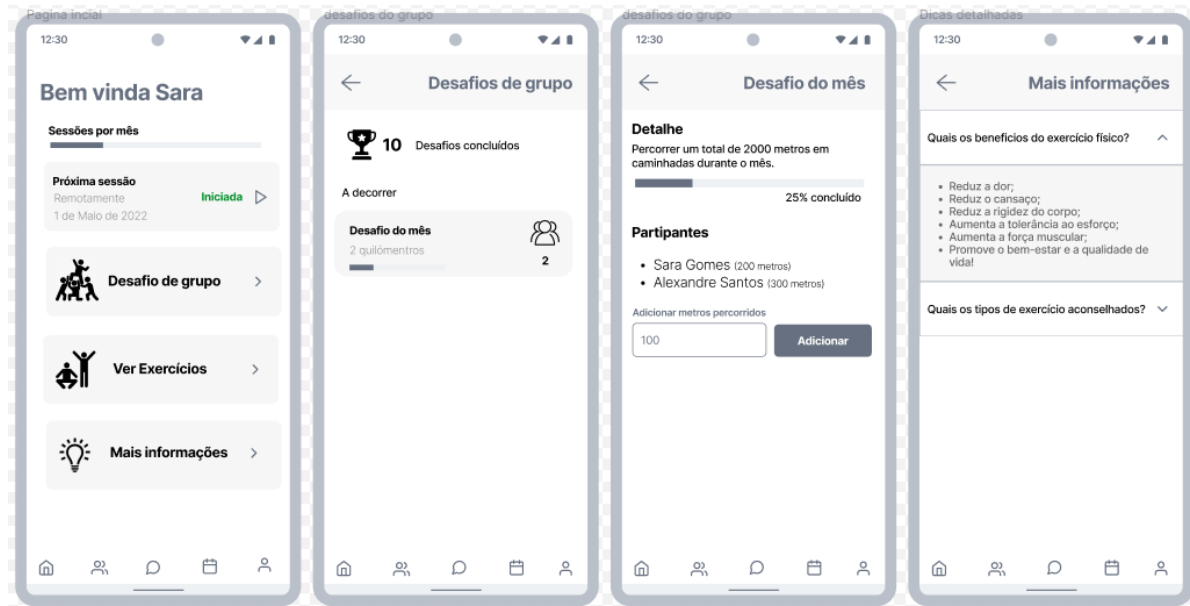 Pagina incial
12:30
Bem vinda Sara
Sessões por mês
Próxima sessão
Remotamente
Iniciada
1 de Maio de 2022
Desafio de grupo
Ver Exercícios
Mais informações
desafios do grupo
12:30
Desafios de grupo
10 Desafios concluídos
A decorrer
Desafio do mês
2 quilómentros
2
desafios do grupo
12:30
Desafio do mês
Detalhe
Percorrer um total de 2000 metros em
caminhadas durante o mês.
25% concluído
Partipantes
• Sara Gomes (200 metros)
• Alexandre Santos (300 metros)
Adicionar metros percorridos
100
Adicionar
Dicas detalhadas
12:30
Mais informações
Quais os beneficios do exercício físico?
• Reduz a dor;
• Reduz o cansaço;
• Reduz a rigidez do corpo;
• Aumenta a tolerância ao esforço;
• Aumenta a força muscular;
• Promove o bem-estar e a qualidade de
vida!
Quais os tipos de exercício aconselhados?